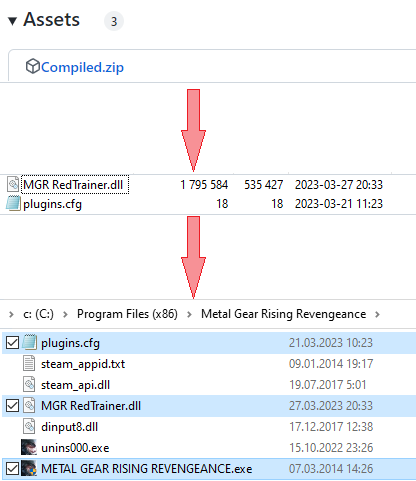 Assets 3
Compiled.zip
MGR RedTrainer.dll 1 795 584 535 427 2023-03-27 20:33
plugins.cfg 18 18 2023-03-21 11:23
c: (C:) Program Files (x86) Metal Gear Rising Revengeance
plugins.cfg 21.03.2023 10:23
steam_appid.txt 09.01.2014 19:17
steam_api.dll 19.07.2017 5:01
MGR RedTrainer.dll 27.03.2023 20:33
dinput8.dll 17.12.2017 12:38
unins000.exe 15.10.2022 23:26
METAL GEAR RISING REVENGEANCE.exe 07.03.2014 14:26